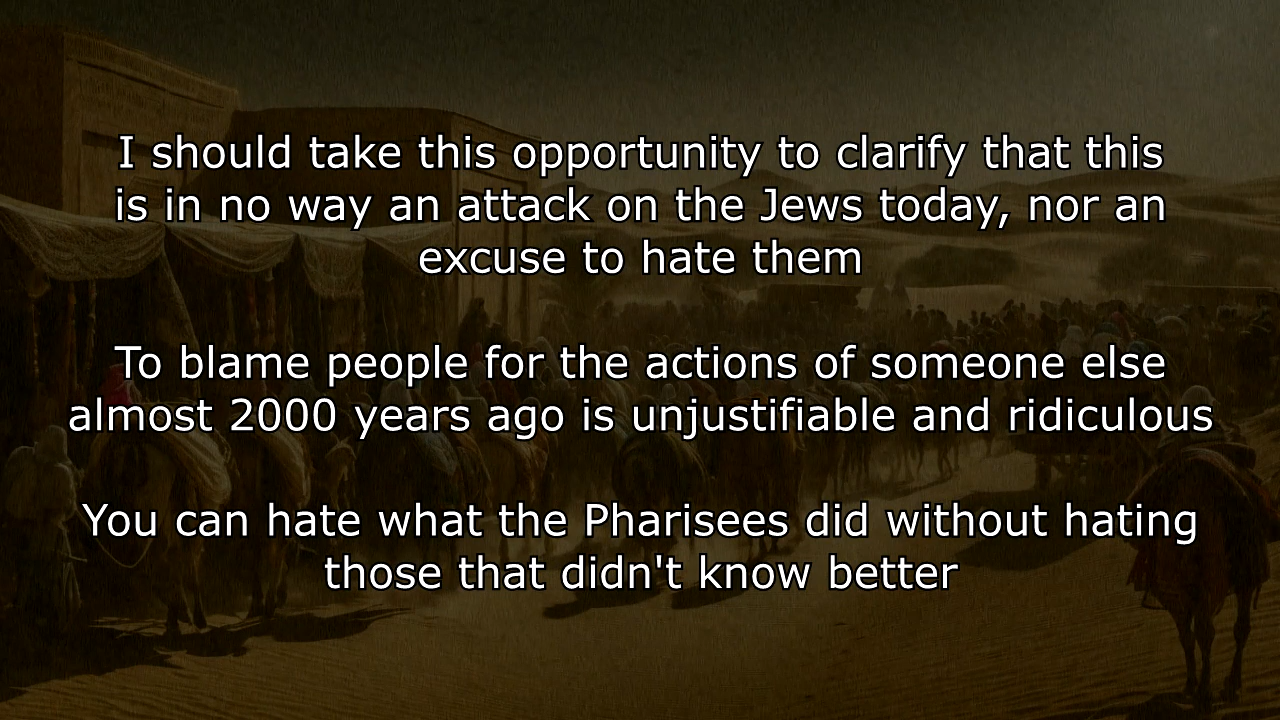 I should take this opportunity to clarify that this
is in no way an attack on the Jews today, nor an
excuse to hate them
To blame people for the actions of someone else
almost 2000 years ago is unjustifiable and ridiculous
You can hate what the Pharisees did without hating
those that didn't know better